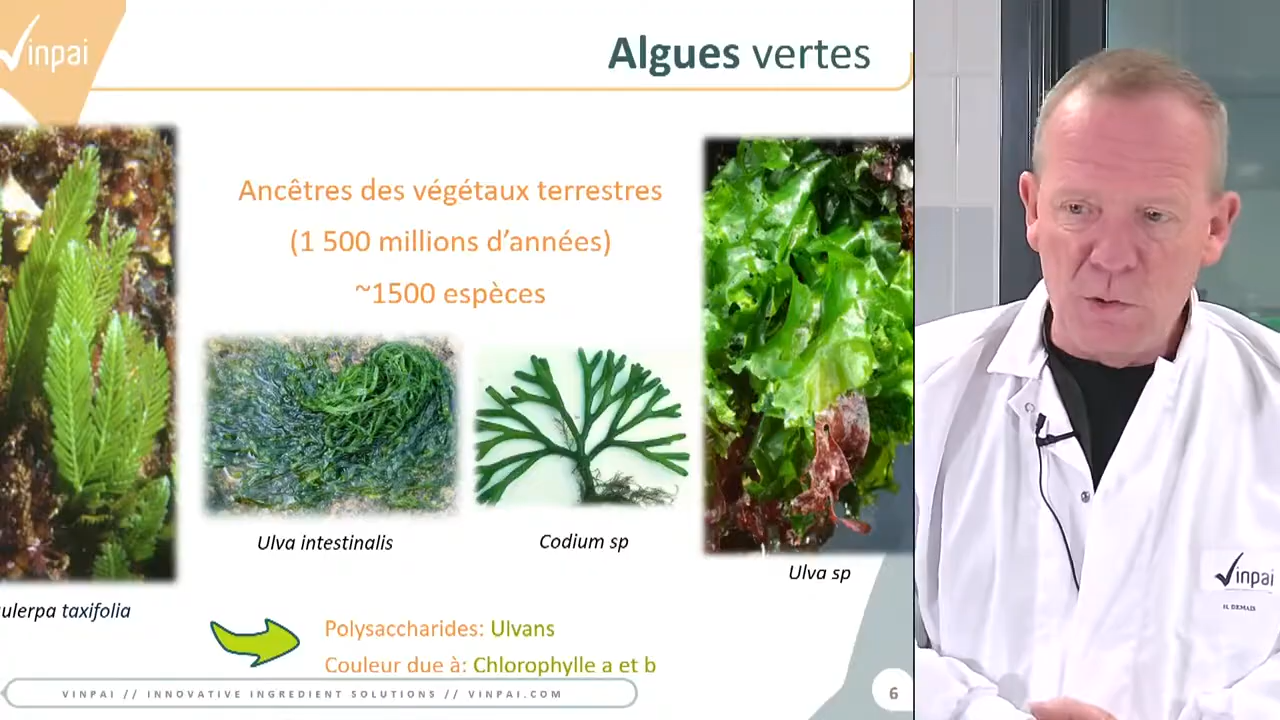 Vinpai
Algues vertes
Ancêtres des végétaux terrestres
(1 500 millions d’années)
~1500 espèces
Ulva intestinalis
Codium sp
Ulva sp
ulerpa taxifolia
Polysaccharides: Ulvans
Couleur due à: Chlorophylle a et b
VINPAI // INNOVATIVE INGREDIENT SOLUTIONS // VINPAI.COM
6
Vinpai
H. DEMAIS